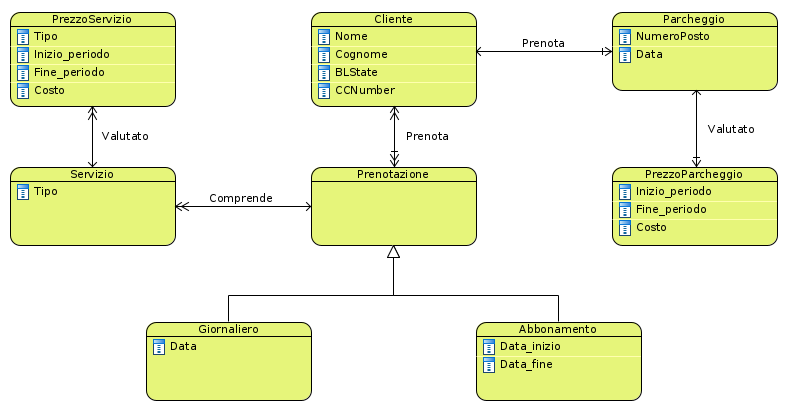 PrezzoServizio
Tipo
Inizio_periodo
Fine_periodo
Costo
Cliente
Nome
Cognome
BLState
CCNumber
Prenota
Parcheggio
NumeroPosto
Data
Valutato
Prenota
Valutato
Servizio
Tipo
Comprende
Prenotazione
PrezzoParcheggio
Inizio_periodo
Fine_periodo
Costo
Giornaliero
Data
Abbonamento
Data_inizio
Data_fine